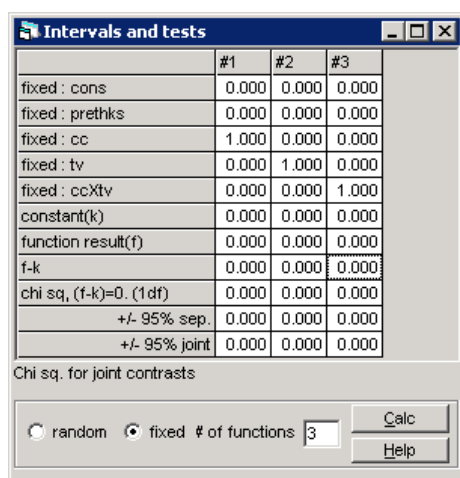 Intervals and tests
#1 #2 #3
fixed : cons 0.000 0.000 0.000
fixed : prethks 0.000 0.000 0.000
fixed : cc 1.000 0.000 0.000
fixed : tv 0.000 1.000 0.000
fixed : ccXtv 0.000 0.000 1.000
constant(k) 0.000 0.000 0.000
function result(f) 0.000 0.000 0.000
f-k 0.000 0.000 0.000
chi sq, (f-k)=0. (1df) 0.000 0.000 0.000
+/- 95% sep. 0.000 0.000 0.000
+/- 95% joint 0.000 0.000 0.000
Chi sq. for joint contrasts
random fixed # of functions 3 Calc
Help